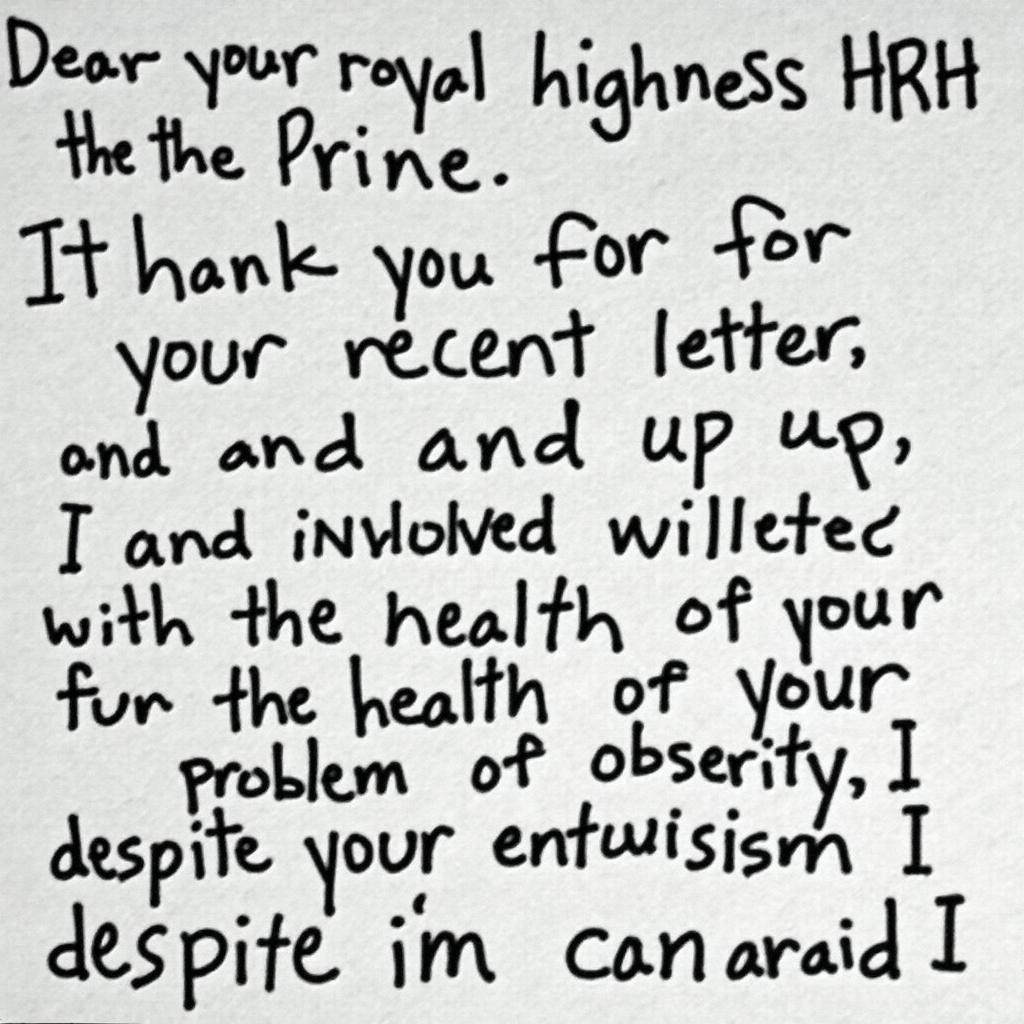 Dear your royal highness HRH
the the Prine.
It hank you for for
your recent letter,
and and and up up,
I and invlolved willetec
with the health of your
fur the health of your
problem of obserity, I
despite your entwisism I
despite i'm can araid I